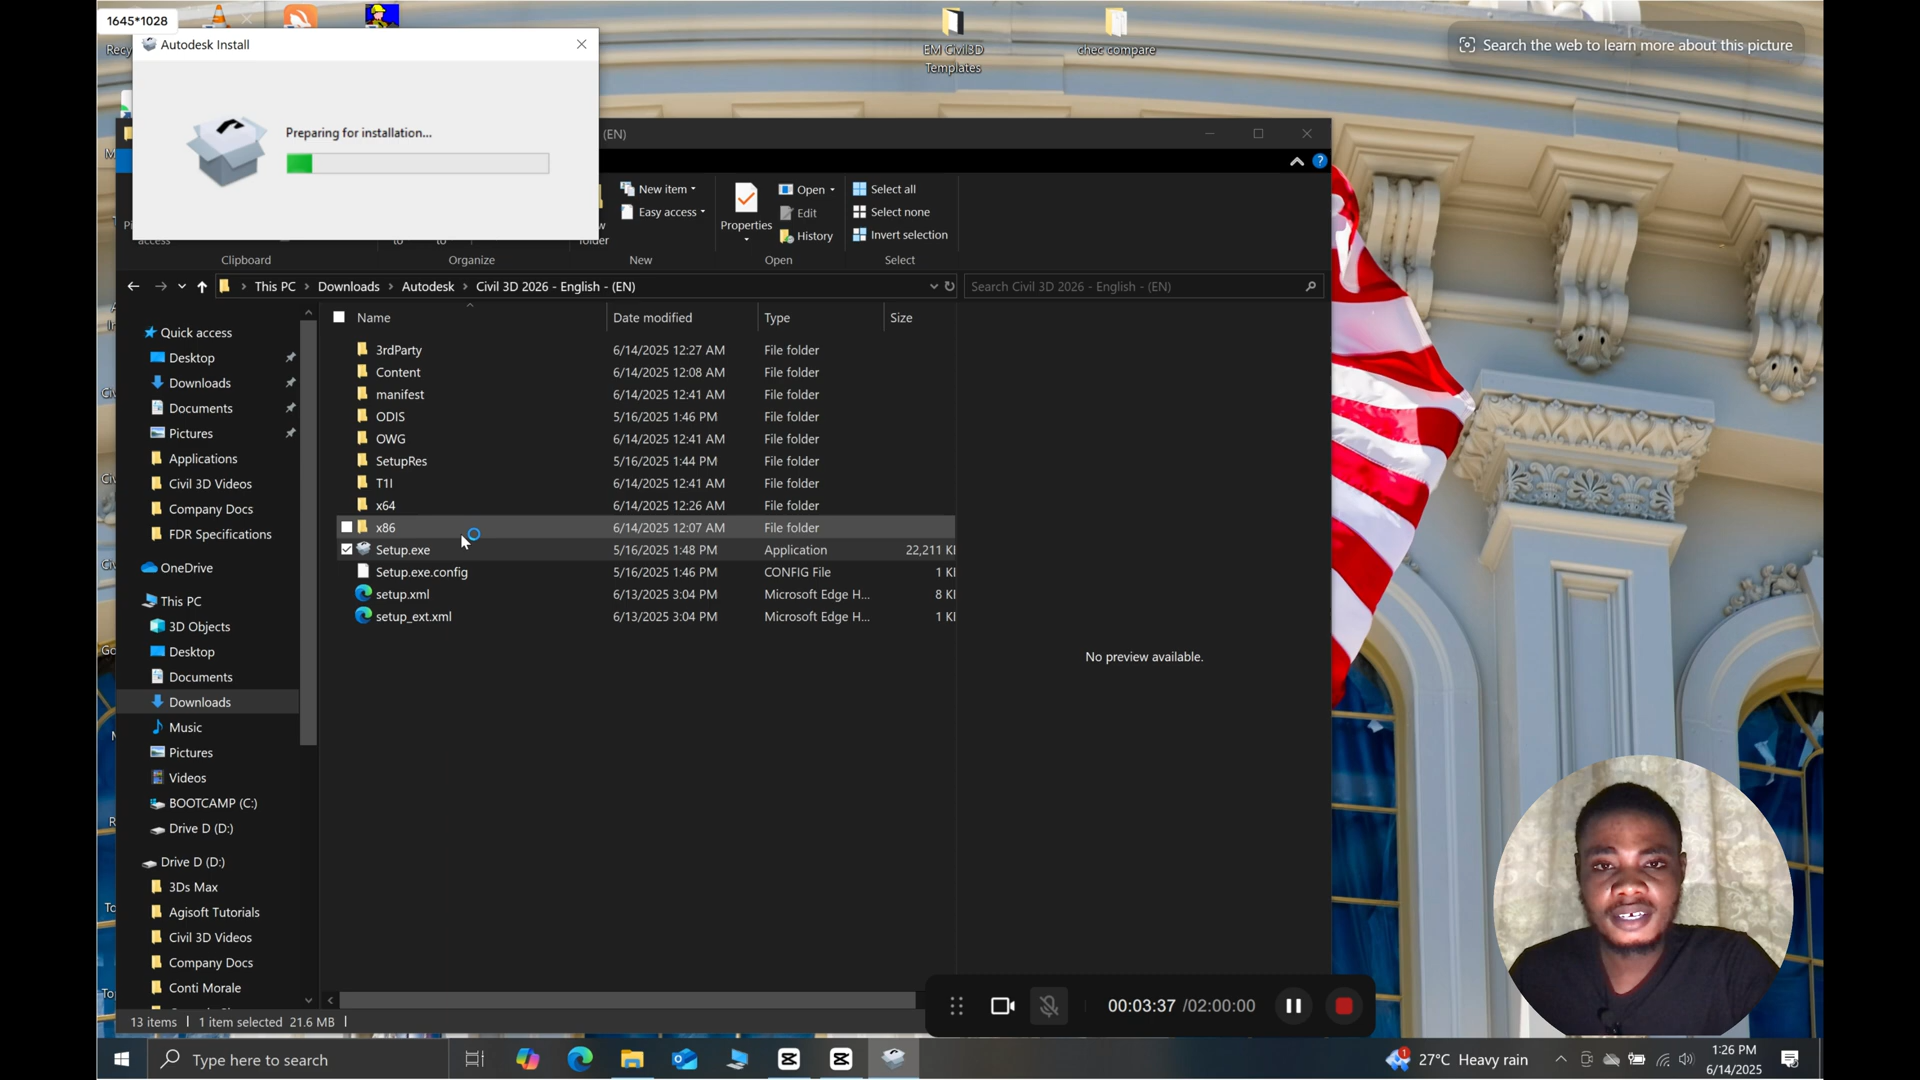 1645*1028
Autodesk Install
Preparing for installation...
EM Civil3D
Templates
chec compare
Search the web to learn more about this picture
(EN)
access
to
to
folder
New item
Easy access
Properties
Open
Edit
History
Select all
Select none
Invert selection
Clipboard
Organize
New
Open
Select
This PC
Downloads
Autodesk
Civil 3D 2026 - English - (EN)
Search Civil 3D 2026 - English - (EN)
Quick access
Desktop
Downloads
Documents
Pictures
Applications
Civil 3D Videos
Company Docs
FDR Specifications
OneDrive
This PC
3D Objects
Desktop
Documents
Downloads
Music
Pictures
Videos
BOOTCAMP (C:)
Drive D (D:)
Drive D (D:)
3Ds Max
Agisoft Tutorials
Civil 3D Videos
Company Docs
Conti Morale
Name Date modified Type Size
3rdParty 6/14/2025 12:27 AM File folder
Content 6/14/2025 12:08 AM File folder
manifest 6/14/2025 12:41 AM File folder
ODIS 5/16/2025 1:46 PM File folder
OWG 6/14/2025 12:41 AM File folder
SetupRes 5/16/2025 1:44 PM File folder
T1I 6/14/2025 12:41 AM File folder
x64 6/14/2025 12:26 AM File folder
x86 6/14/2025 12:07 AM File folder
Setup.exe 5/16/2025 1:48 PM Application 22,211 KI
Setup.exe.config 5/16/2025 1:46 PM CONFIG File 1 KI
setup.xml 6/13/2025 3:04 PM Microsoft Edge H... 8 KI
setup_ext.xml 6/13/2025 3:04 PM Microsoft Edge H... 1 KI
No preview available.
13 items 1 item selected 21.6 MB
00:03:37 /02:00:00
Type here to search
27°C Heavy rain
1:26 PM
6/14/2025